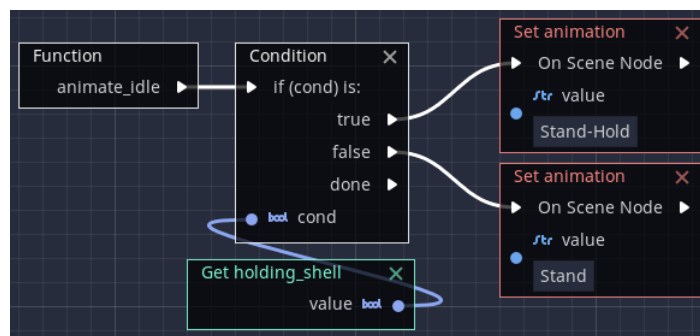 Function
animate_idle
Condition
if (cond) is:
true
false
done
bool cond
Get holding_shell
value bool
Set animation
On Scene Node
Str value
Stand-Hold
Set animation
On Scene Node
Str value
Stand